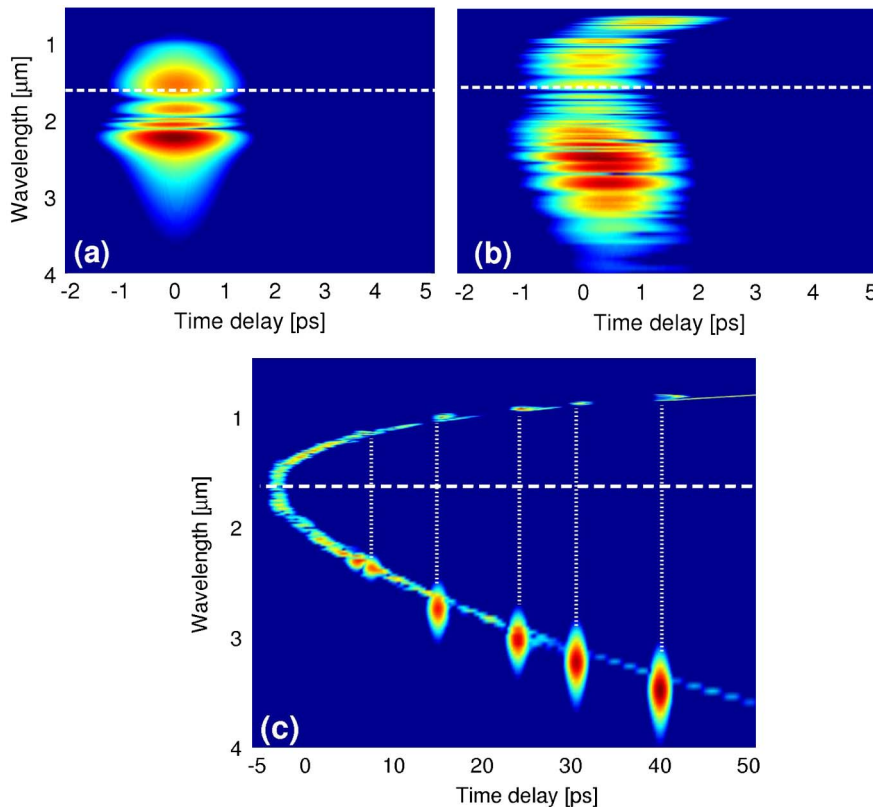 1
2
3
4
Wavelength [µm]
(a)
-2 -1 0 1 2 3 4 5
Time delay [ps]
(b)
-2 -1 0 1 2 3 4 5
Time delay [ps]
1
2
3
4
Wavelength [µm]
(c)
-5 0 10 20 30 40 50
Time delay [ps]